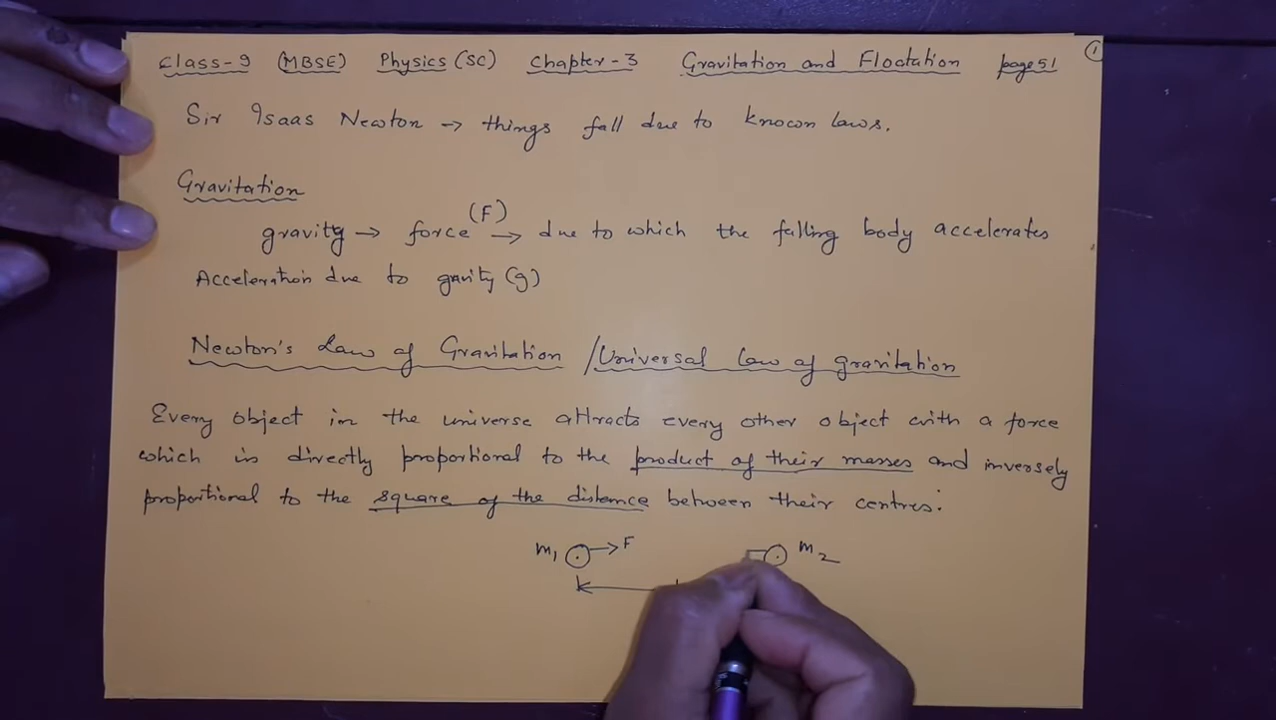 Class-9 (MBSE) Physics (SC) Chapter-3 Gravitation and Floatation page 51 1
Sir Isaas Newton → things fall due to known laws.
Gravitation
gravity → force (F) → due to which the falling body accelerates
Acceleration due to gravity (g)
Newton's Law of Gravitation / Universal law of gravitation
Every object in the universe attracts every other object with a force
which is directly proportional to the product of their masses and inversely
proportional to the square of the distance between their centres.
m1 F m2